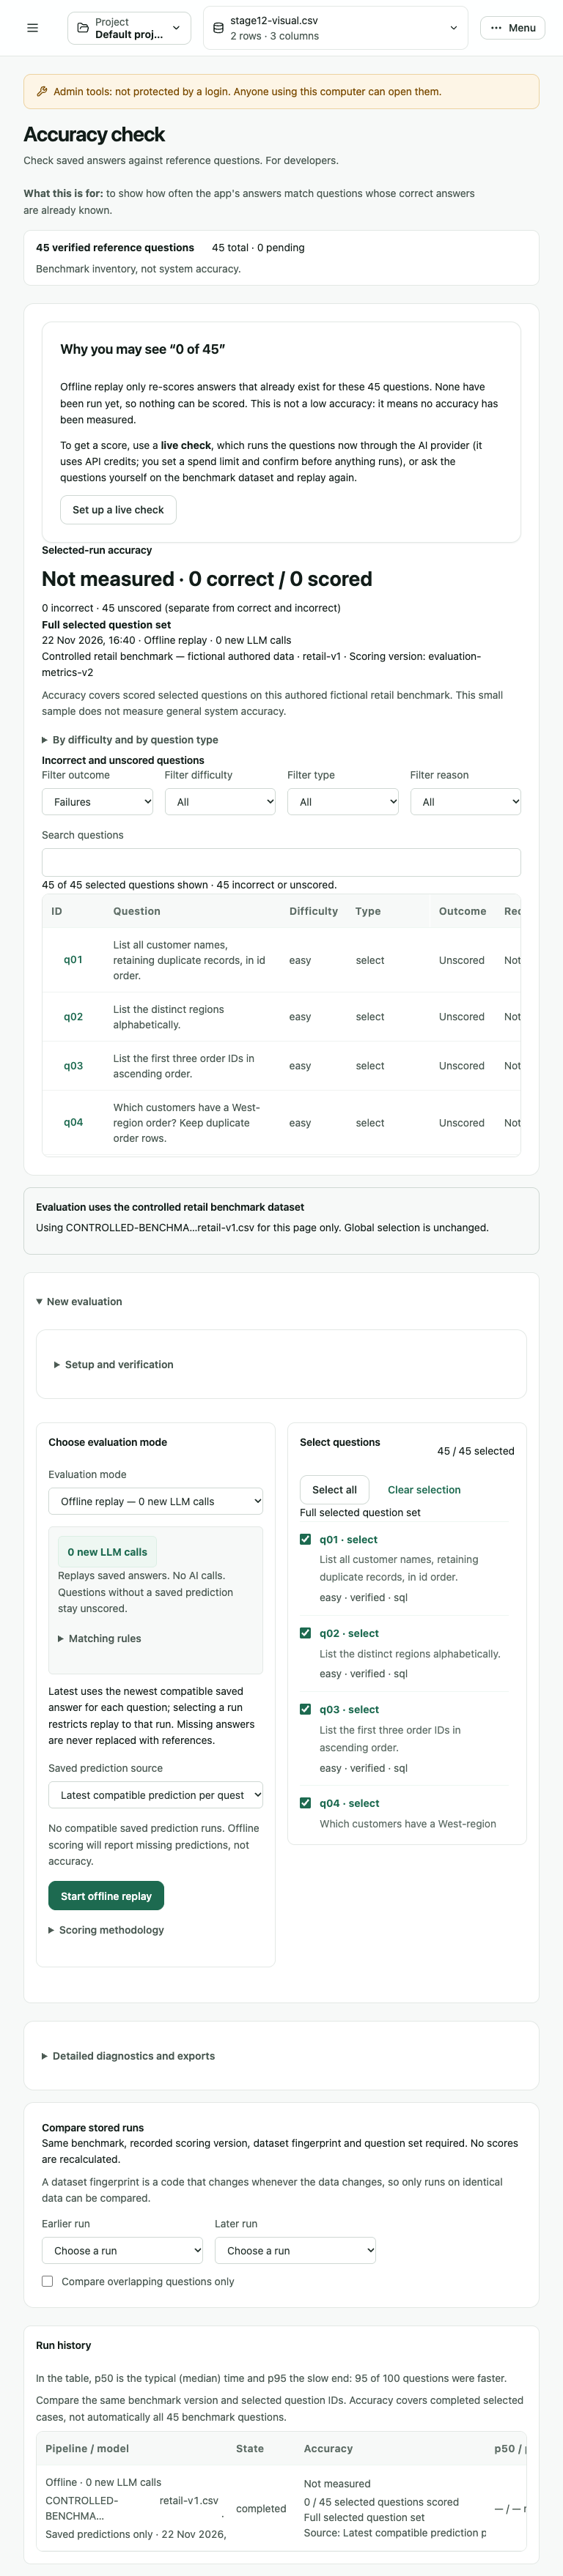 Project
Default proj...
stage12-visual.csv
2 rows · 3 columns
Menu
Admin tools: not protected by a login. Anyone using this computer can open them.
Accuracy check
Check saved answers against reference questions. For developers.
What this is for: to show how often the app's answers match questions whose correct answers
are already known.
45 verified reference questions 45 total · 0 pending
Benchmark inventory, not system accuracy.
Why you may see “0 of 45”
Offline replay only re-scores answers that already exist for these 45 questions. None have
been run yet, so nothing can be scored. This is not a low accuracy: it means no accuracy has
been measured.
To get a score, use a live check, which runs the questions now through the AI provider (it
uses API credits; you set a spend limit and confirm before anything runs), or ask the
questions yourself on the benchmark dataset and replay again.
Set up a live check
Selected-run accuracy
Not measured · 0 correct / 0 scored
0 incorrect · 45 unscored (separate from correct and incorrect)
Full selected question set
22 Nov 2026, 16:40 · Offline replay · 0 new LLM calls
Controlled retail benchmark — fictional authored data · retail-v1 · Scoring version: evaluation-
metrics-v2
Accuracy covers scored selected questions on this authored fictional retail benchmark. This small
sample does not measure general system accuracy.
By difficulty and by question type
Incorrect and unscored questions
Filter outcome Filter difficulty Filter type Filter reason
Failures All All All
Search questions
45 of 45 selected questions shown · 45 incorrect or unscored.
ID Question Difficulty Type Outcome Rec
q01 List all customer names, retaining duplicate records, in id order. easy select Unscored Not
q02 List the distinct regions alphabetically. easy select Unscored Not
q03 List the first three order IDs in ascending order. easy select Unscored Not
q04 Which customers have a West-region order? Keep duplicate order rows. easy select Unscored Not
Evaluation uses the controlled retail benchmark dataset
Using CONTROLLED-BENCHMA...retail-v1.csv for this page only. Global selection is unchanged.
New evaluation
Setup and verification
Choose evaluation mode
Evaluation mode
Offline replay — 0 new LLM calls
0 new LLM calls
Replays saved answers. No AI calls.
Questions without a saved prediction
stay unscored.
Matching rules
Latest uses the newest compatible saved
answer for each question; selecting a run
restricts replay to that run. Missing answers
are never replaced with references.
Saved prediction source
Latest compatible prediction per quest
No compatible saved prediction runs. Offline
scoring will report missing predictions, not
accuracy.
Start offline replay
Scoring methodology
Select questions
45 / 45 selected
Select all Clear selection
Full selected question set
q01 · select
List all customer names, retaining
duplicate records, in id order.
easy · verified · sql
q02 · select
List the distinct regions alphabetically.
easy · verified · sql
q03 · select
List the first three order IDs in
ascending order.
easy · verified · sql
q04 · select
Which customers have a West-region
Detailed diagnostics and exports
Compare stored runs
Same benchmark, recorded scoring version, dataset fingerprint and question set required. No scores
are recalculated.
A dataset fingerprint is a code that changes whenever the data changes, so only runs on identical
data can be compared.
Earlier run Later run
Choose a run Choose a run
Compare overlapping questions only
Run history
In the table, p50 is the typical (median) time and p95 the slow end: 95 of 100 questions were faster.
Compare the same benchmark version and selected question IDs. Accuracy covers completed selected
cases, not automatically all 45 benchmark questions.
Pipeline / model State Accuracy p50 /
Offline · 0 new LLM calls
CONTROLLED-BENCHMA... retail-v1.csv ·
Saved predictions only · 22 Nov 2026,
completed
Not measured
0 / 45 selected questions scored
Full selected question set
Source: Latest compatible prediction p
— / —